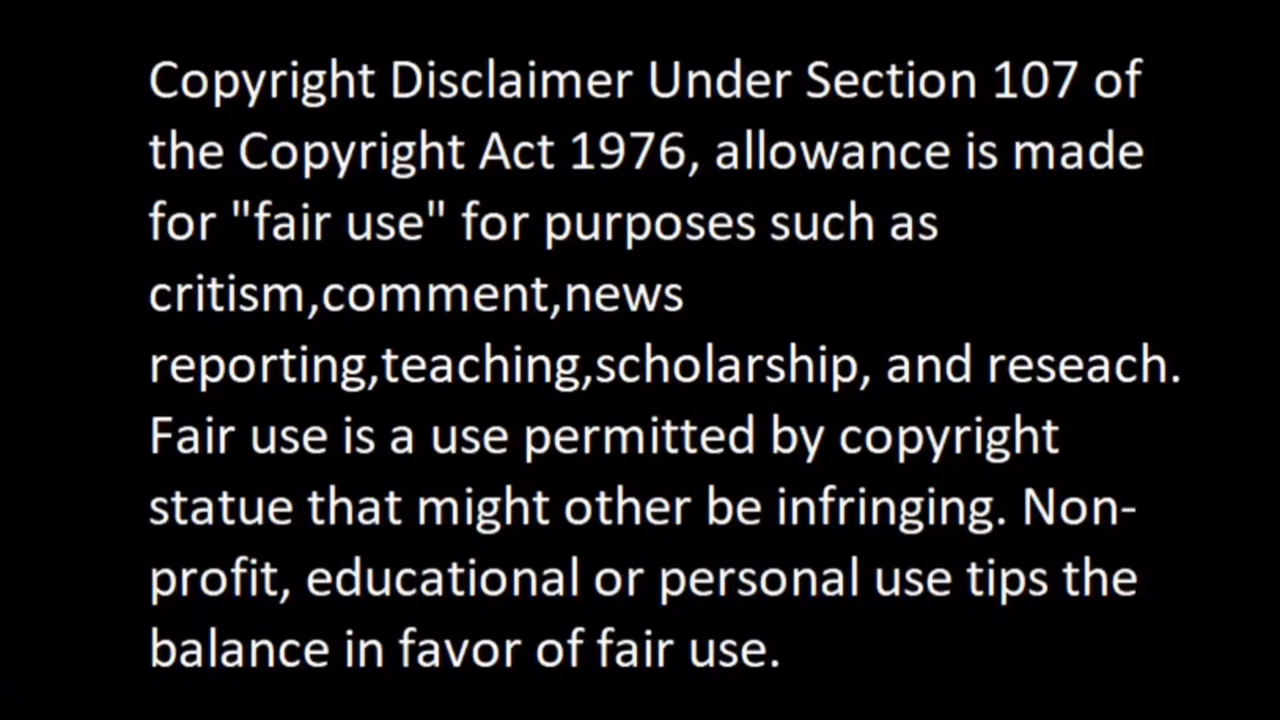 Copyright Disclaimer Under Section 107 of
the Copyright Act 1976, allowance is made
for "fair use" for purposes such as
critism,comment,news
reporting,teaching,scholarship, and reseach.
Fair use is a use permitted by copyright
statue that might other be infringing. Non-
profit, educational or personal use tips the
balance in favor of fair use.